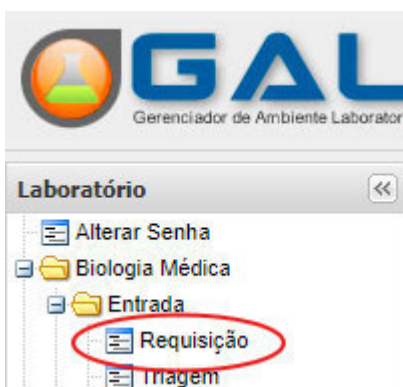 GAL
Gerenciador de Ambiente Laborator
Laboratório
Alterar Senha
Biologia Médica
Entrada
Requisição
Triagem